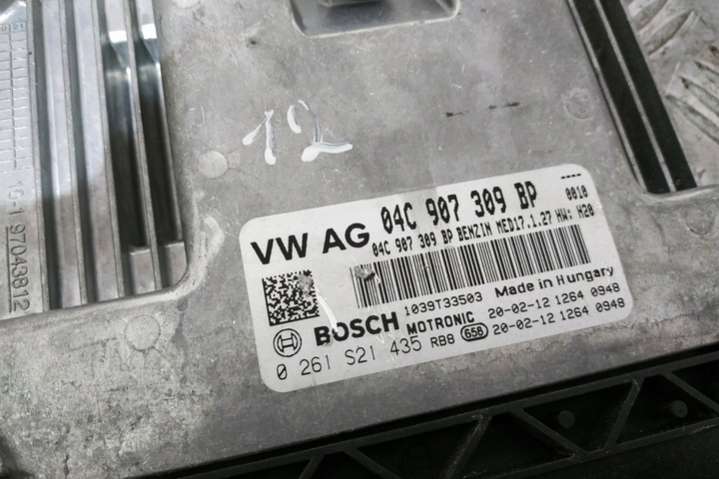 12
10-197043812
VW AG 04C 907 309 BP
0010
04C 907 309 BP BENZIN MED17.1.27 HW: H20
1039T33503
Made in Hungary
BOSCH
MOTRONIC 20-02-12 1264 0948
0 261 S21 435 RB8 658 20-02-12 1264 0948